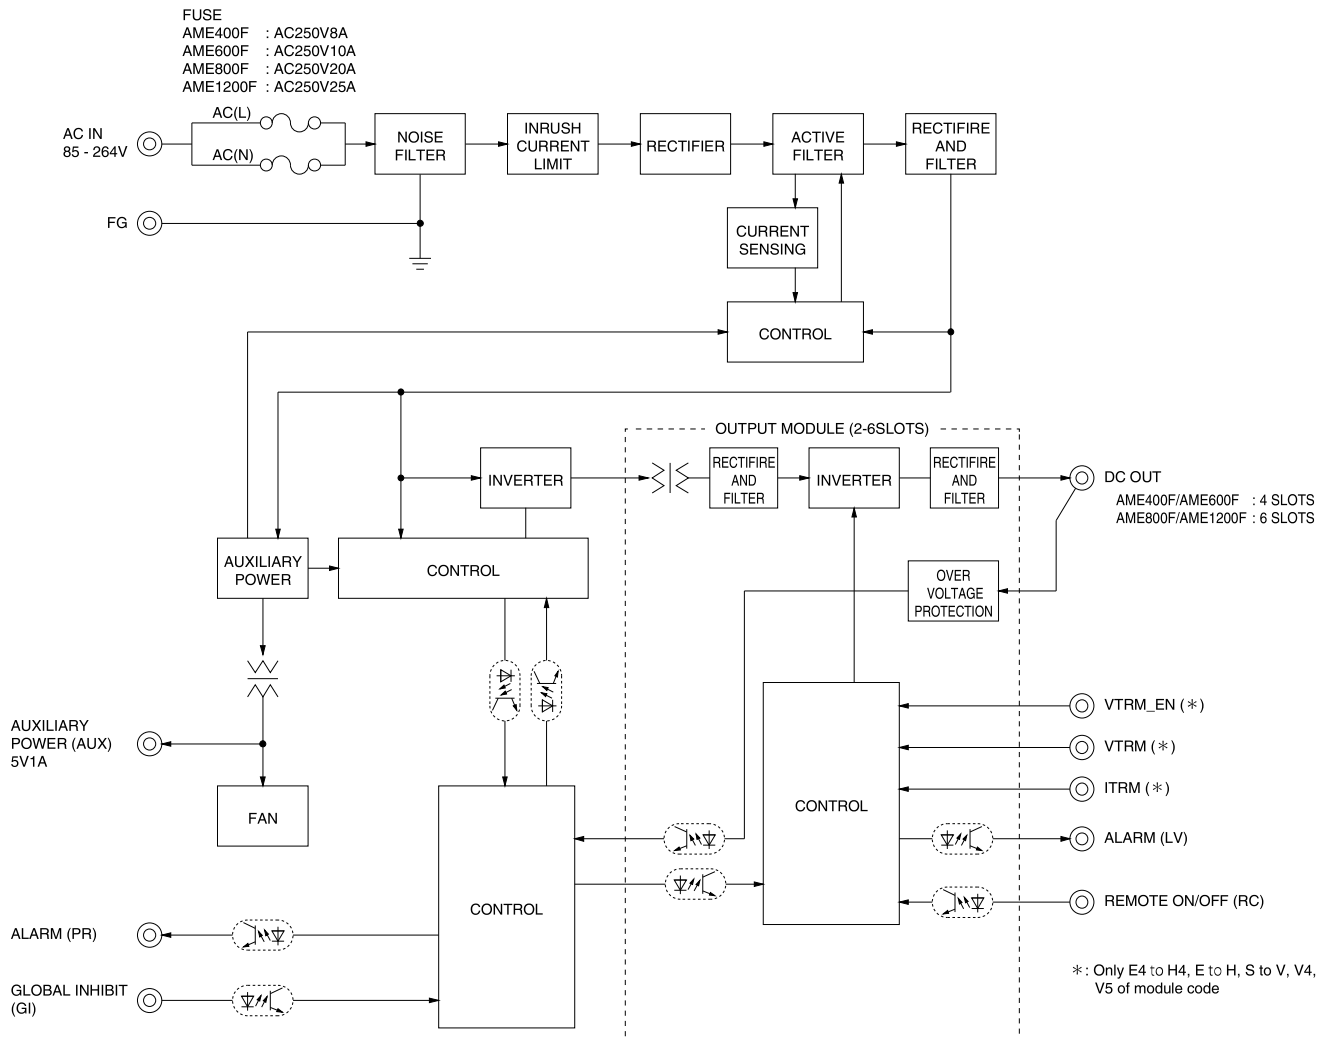 FUSE
AME400F : AC250V8A
AME600F : AC250V10A
AME800F : AC250V20A
AME1200F : AC250V25A
AC(L)
AC IN
85 - 264V
AC(N)
NOISE
FILTER
INRUSH
CURRENT
LIMIT
RECTIFIER
ACTIVE
FILTER
RECTIFIRE
AND
FILTER
FG
CURRENT
SENSING
CONTROL
OUTPUT MODULE (2-6SLOTS)
INVERTER
RECTIFIRE
AND
FILTER
INVERTER
RECTIFIRE
AND
FILTER
DC OUT
AME400F/AME600F : 4 SLOTS
AME800F/AME1200F : 6 SLOTS
AUXILIARY
POWER
CONTROL
OVER
VOLTAGE
PROTECTION
AUXILIARY
POWER (AUX)
5V1A
FAN
CONTROL
CONTROL
VTRM_EN (＊)
VTRM (＊)
ITRM (＊)
ALARM (LV)
REMOTE ON/OFF (RC)
ALARM (PR)
GLOBAL INHIBIT
(GI)
＊: Only E4 to H4, E to H, S to V, V4,
V5 of module code